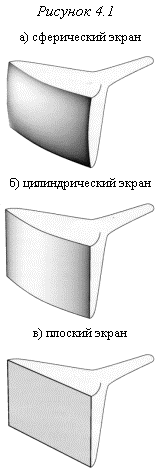 Рисунок 4.1
а) сферический экран
б) цилиндрический экран
в) плоский экран